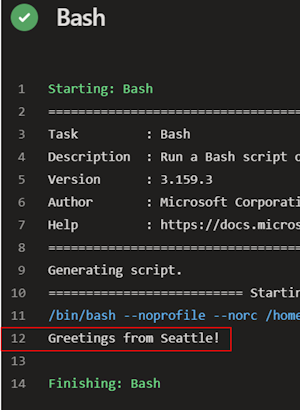 Bash
1 Starting: Bash
2 ====================================
3 Task         : Bash
4 Description  : Run a Bash script
5 Version      : 3.159.3
6 Author       : Microsoft
7 Help         : https://docs.micros
8 ====================================
9 Generating script.
10 ========================== Starting
11 /bin/bash --noprofile --norc /home
12 Greetings from Seattle!
13
14 Finishing: Bash